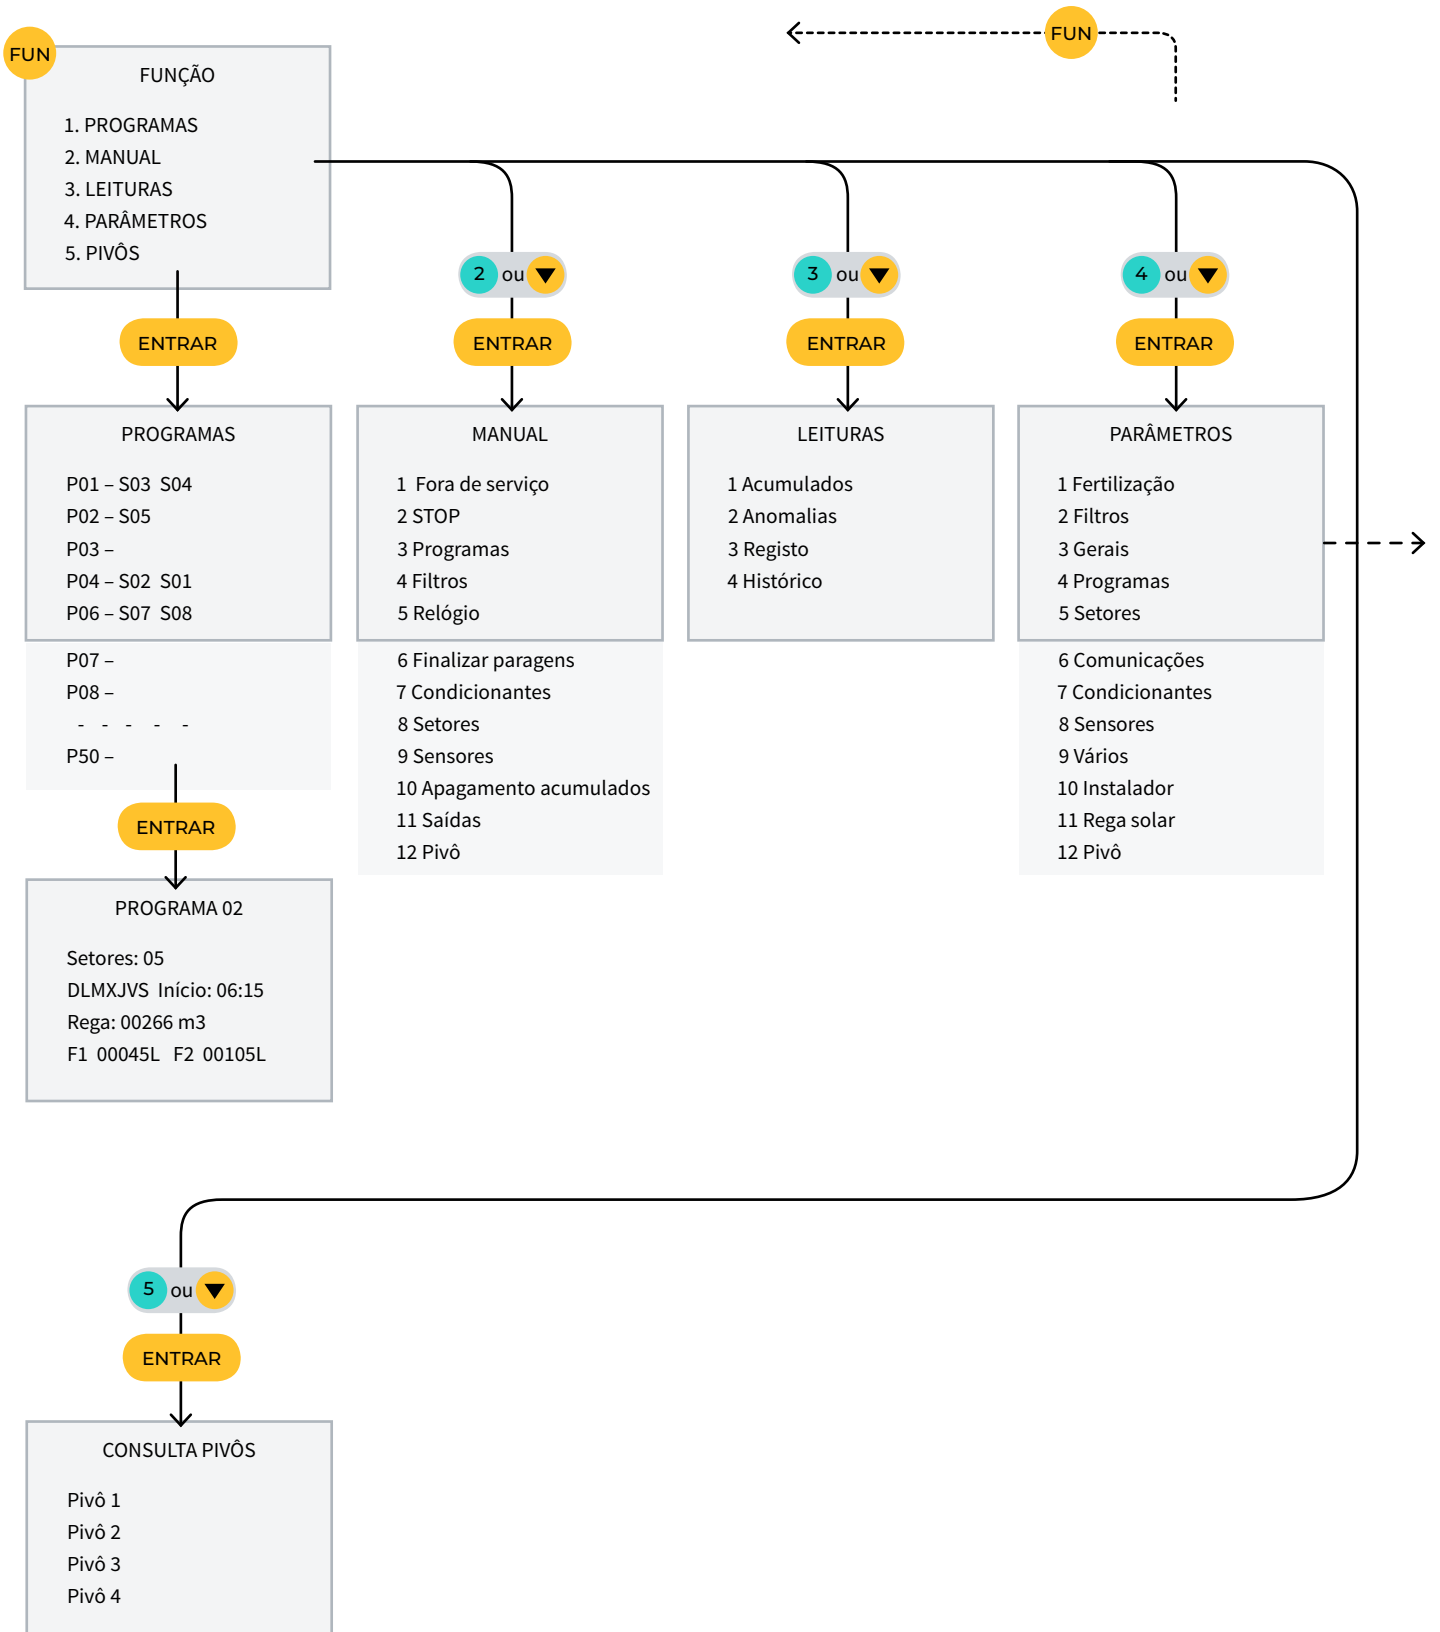 FUN
FUN
FUNÇÃO
1. PROGRAMAS
2. MANUAL
3. LEITURAS
4. PARÂMETROS
5. PIVÔS
2 ou
3 ou
4 ou
ENTRAR
ENTRAR
ENTRAR
ENTRAR
PROGRAMAS
P01 – S03 S04
P02 – S05
P03 –
P04 – S02 S01
P06 – S07 S08
P07 –
P08 –
- - - - -
P50 –
MANUAL
1 Fora de serviço
2 STOP
3 Programas
4 Filtros
5 Relógio
6 Finalizar paragens
7 Condicionantes
8 Setores
9 Sensores
10 Apagamento acumulados
11 Saídas
12 Pivô
LEITURAS
1 Acumulados
2 Anomalias
3 Registo
4 Histórico
PARÂMETROS
1 Fertilização
2 Filtros
3 Gerais
4 Programas
5 Setores
6 Comunicações
7 Condicionantes
8 Sensores
9 Vários
10 Instalador
11 Rega solar
12 Pivô
ENTRAR
PROGRAMA 02
Setores: 05
DLMXJVS Início: 06:15
Rega: 00266 m3
F1 00045L F2 00105L
5 ou
ENTRAR
CONSULTA PIVÔS
Pivô 1
Pivô 2
Pivô 3
Pivô 4